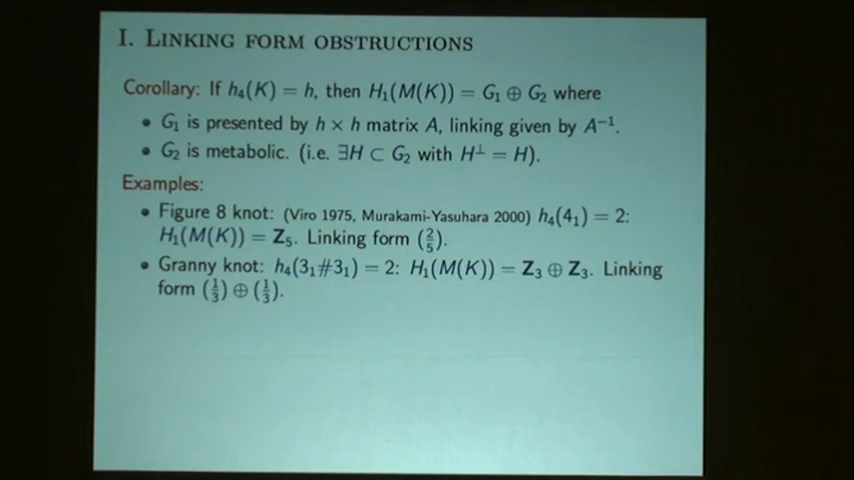 I. LINKING FORM OBSTRUCTIONS
Corollary: If h₄(K) = h, then H₁(M(K)) = G₁ ⊕ G₂ where
• G₁ is presented by h × h matrix A, linking given by A⁻¹.
• G₂ is metabolic. (i.e. ∃H ⊂ G₂ with H⊥ = H).
Examples:
• Figure 8 knot: (Viro 1975, Murakami-Yasuhara 2000) h₄(4₁) = 2:
H₁(M(K)) = Z₅. Linking form (2/5).
• Granny knot: h₄(3₁#3₁) = 2: H₁(M(K)) = Z₃ ⊕ Z₃. Linking
form (1/3) ⊕ (1/3).